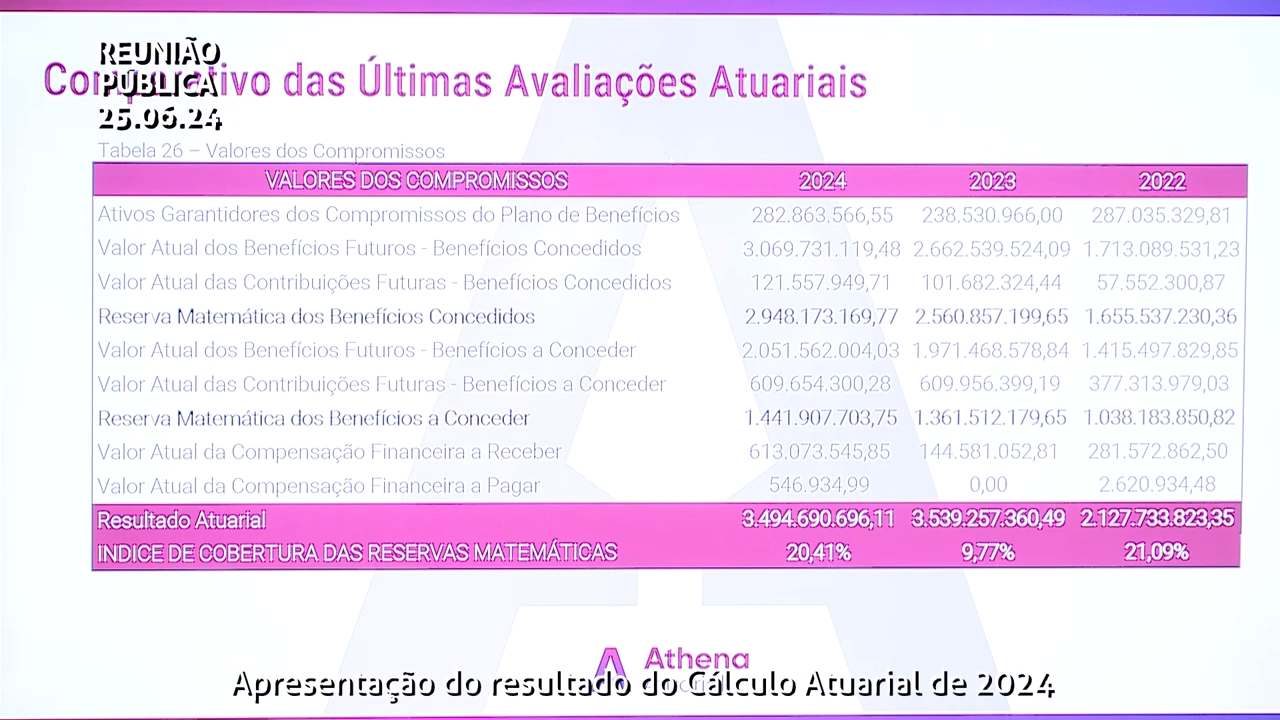 REUNIÃO
PÚBLICA
25.06.24
Comparativo das Últimas Avaliações Atuariais
Tabela 26 – Valores dos Compromissos
VALORES DOS COMPROMISSOS 2024 2023 2022
Ativos Garantidores dos Compromissos do Plano de Benefícios 282.863.566,55 238.530.966,00 287.035.329,81
Valor Atual dos Benefícios Futuros - Benefícios Concedidos 3.069.731.119,48 2.662.539.524,09 1.713.089.531,23
Valor Atual das Contribuições Futuras - Benefícios Concedidos 121.557.949,71 101.682.324,44 57.552.300,87
Reserva Matemática dos Benefícios Concedidos 2.948.173.169,77 2.560.857.199,65 1.655.537.230,36
Valor Atual dos Benefícios Futuros - Benefícios a Conceder 2.051.562.004,03 1.971.468.578,84 1.415.497.829,85
Valor Atual das Contribuições Futuras - Benefícios a Conceder 609.654.300,28 609.956.399,19 377.313.979,03
Reserva Matemática dos Benefícios a Conceder 1.441.907.703,75 1.361.512.179,65 1.038.183.850,82
Valor Atual da Compensação Financeira a Receber 613.073.545,85 144.581.052,81 281.572.862,50
Valor Atual da Compensação Financeira a Pagar 546.934,99 0,00 2.620.934,48
Resultado Atuarial 3.494.690.696,11 3.539.257.360,49 2.127.733.823,35
INDICE DE COBERTURA DAS RESERVAS MATEMÁTICAS 20,41% 9,77% 21,09%
Athena
Apresentação do resultado do Cálculo Atuarial de 2024